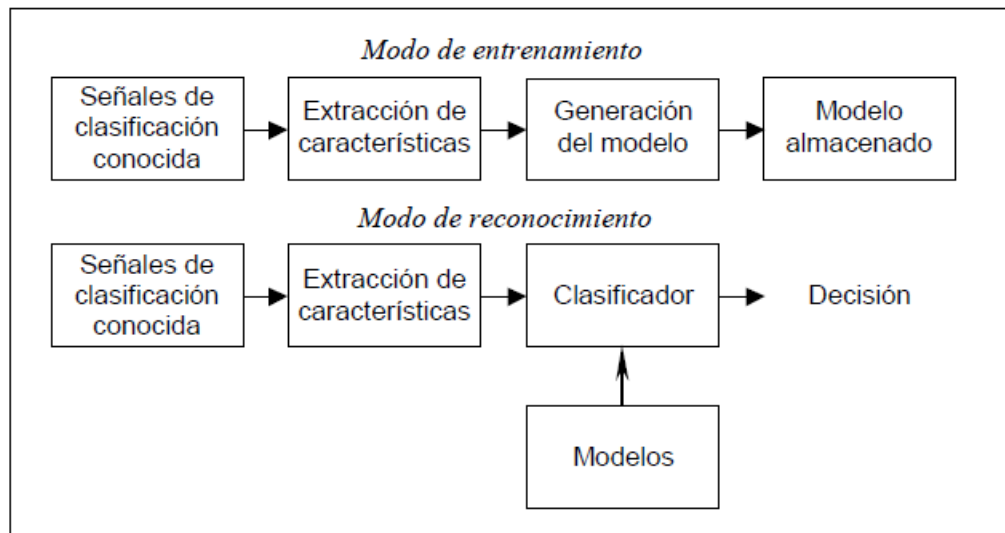 Modo de entrenamiento
Señales de
clasificación
conocida
Extracción de
características
Generación
del modelo
Modelo
almacenado
Modo de reconocimiento
Señales de
clasificación
conocida
Extracción de
características
Clasificador
Decisión
Modelos